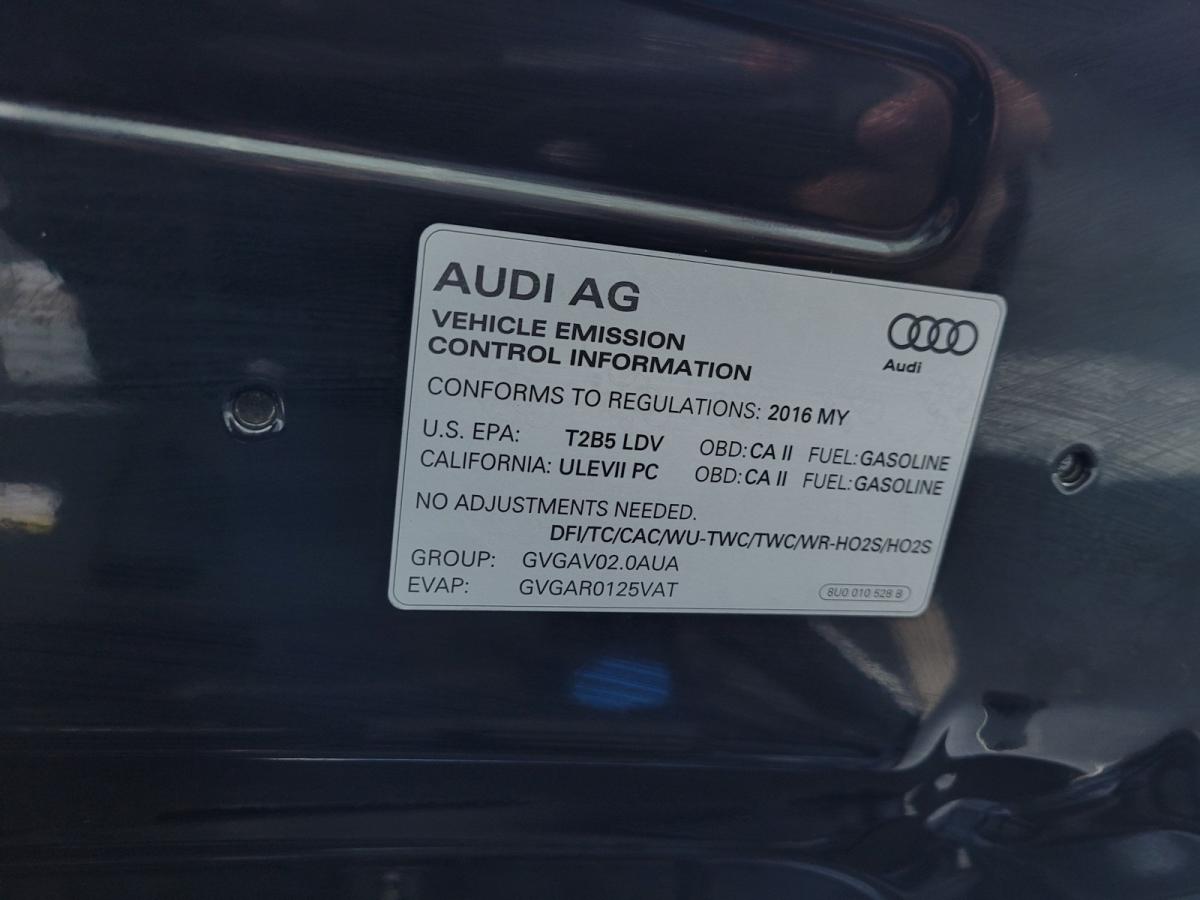 AUDI AG
VEHICLE EMISSION
CONTROL INFORMATION
Audi
CONFORMS TO REGULATIONS: 2016 MY
U.S. EPA: T2B5 LDV OBD: CA II FUEL: GASOLINE
CALIFORNIA: ULEVII PC OBD: CA II FUEL: GASOLINE
NO ADJUSTMENTS NEEDED.
DFI/TC/CAC/WU-TWC/TWC/WR-HO2S/HO2S
GROUP: GVGAV02.0AUA
EVAP: GVGAR0125VAT
8U0 010 528 B